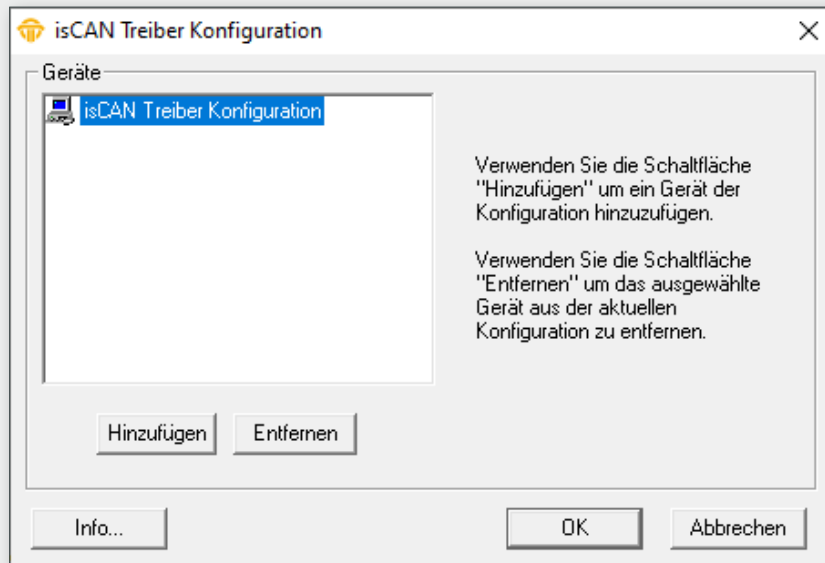 isCAN Treiber Konfiguration
Geräte
isCAN Treiber Konfiguration
Verwenden Sie die Schaltfläche
"Hinzufügen" um ein Gerät der
Konfiguration hinzuzufügen.
Verwenden Sie die Schaltfläche
"Entfernen" um das ausgewählte
Gerät aus der aktuellen
Konfiguration zu entfernen.
Hinzufügen
Entfernen
Info...
OK
Abbrechen